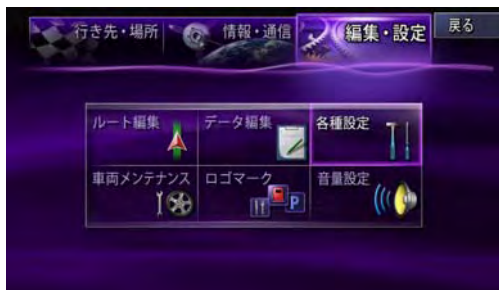 行き先・場所
情報・通信
編集・設定
戻る
ルート編集
データ編集
各種設定
車両メンテナンス
ロゴマーク
P
音量設定